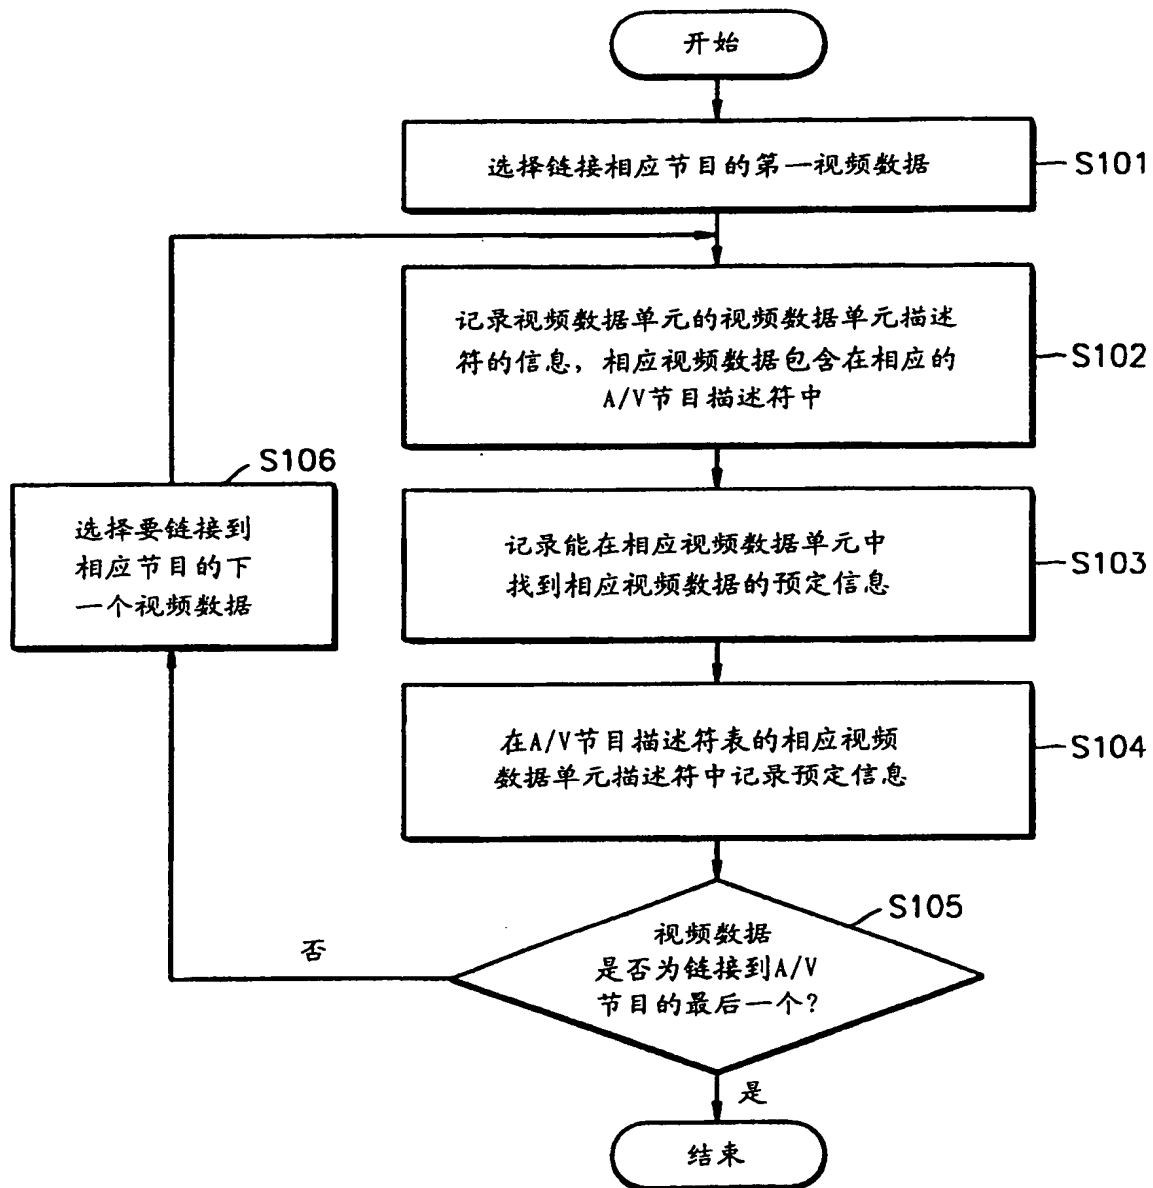 开始
选择链接相应节目的第一视频数据
S101
记录视频数据单元的视频数据单元描述
符的信息，相应视频数据包含在相应的
A/V节目描述符中
S102
S106
选择要链接到
相应节目的下
一个视频数据
记录能在相应视频数据单元中
找到相应视频数据的预定信息
S103
在A/V节目描述符表的相应视频
数据单元描述符中记录预定信息
S104
S105
视频数据
是否为链接到A/V
节目的最后一个?
否
是
结束